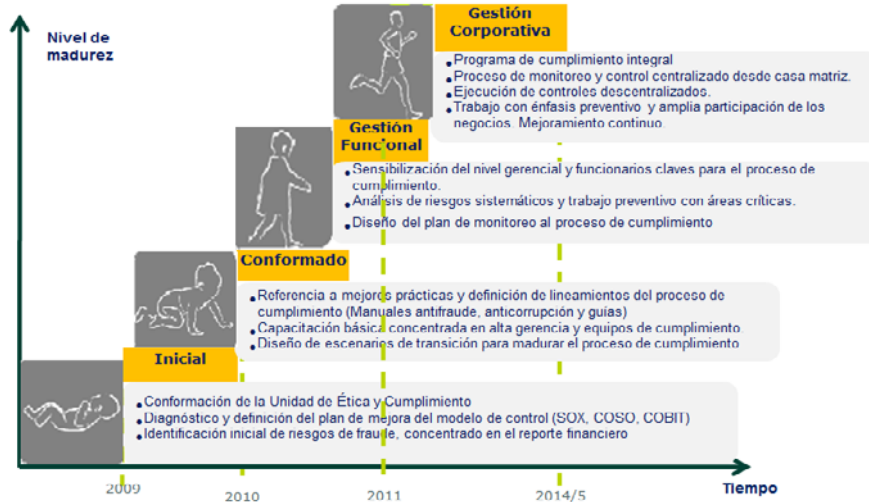 Nivel de
madurez
Gestión
Corporativa
•Programa de cumplimiento integral
•Proceso de monitoreo y control centralizado desde casa matriz.
•Ejecución de controles descentralizados.
•Trabajo con énfasis preventivo y amplia participación de los
negocios. Mejoramiento continuo.
Gestión
Funcional
•Sensibilización del nivel gerencial y funcionarios claves para el proceso de
cumplimiento.
•Análisis de riesgos sistemáticos y trabajo preventivo con áreas críticas.
•Diseño del plan de monitoreo al proceso de cumplimiento
Conformado
•Referencia a mejores prácticas y definición de lineamientos del proceso de
cumplimiento (Manuales antifraude, anticorrupción y guías)
•Capacitación básica concentrada en alta gerencia y equipos de cumplimiento.
•Diseño de escenarios de transición para madurar el proceso de cumplimiento
Inicial
•Conformación de la Unidad de Ética y Cumplimiento
•Diagnóstico y definición del plan de mejora del modelo de control (SOX, COSO, COBIT)
•Identificación inicial de riesgos de fraude, concentrado en el reporte financiero
2009
2010
2011
2014/5
Tiempo